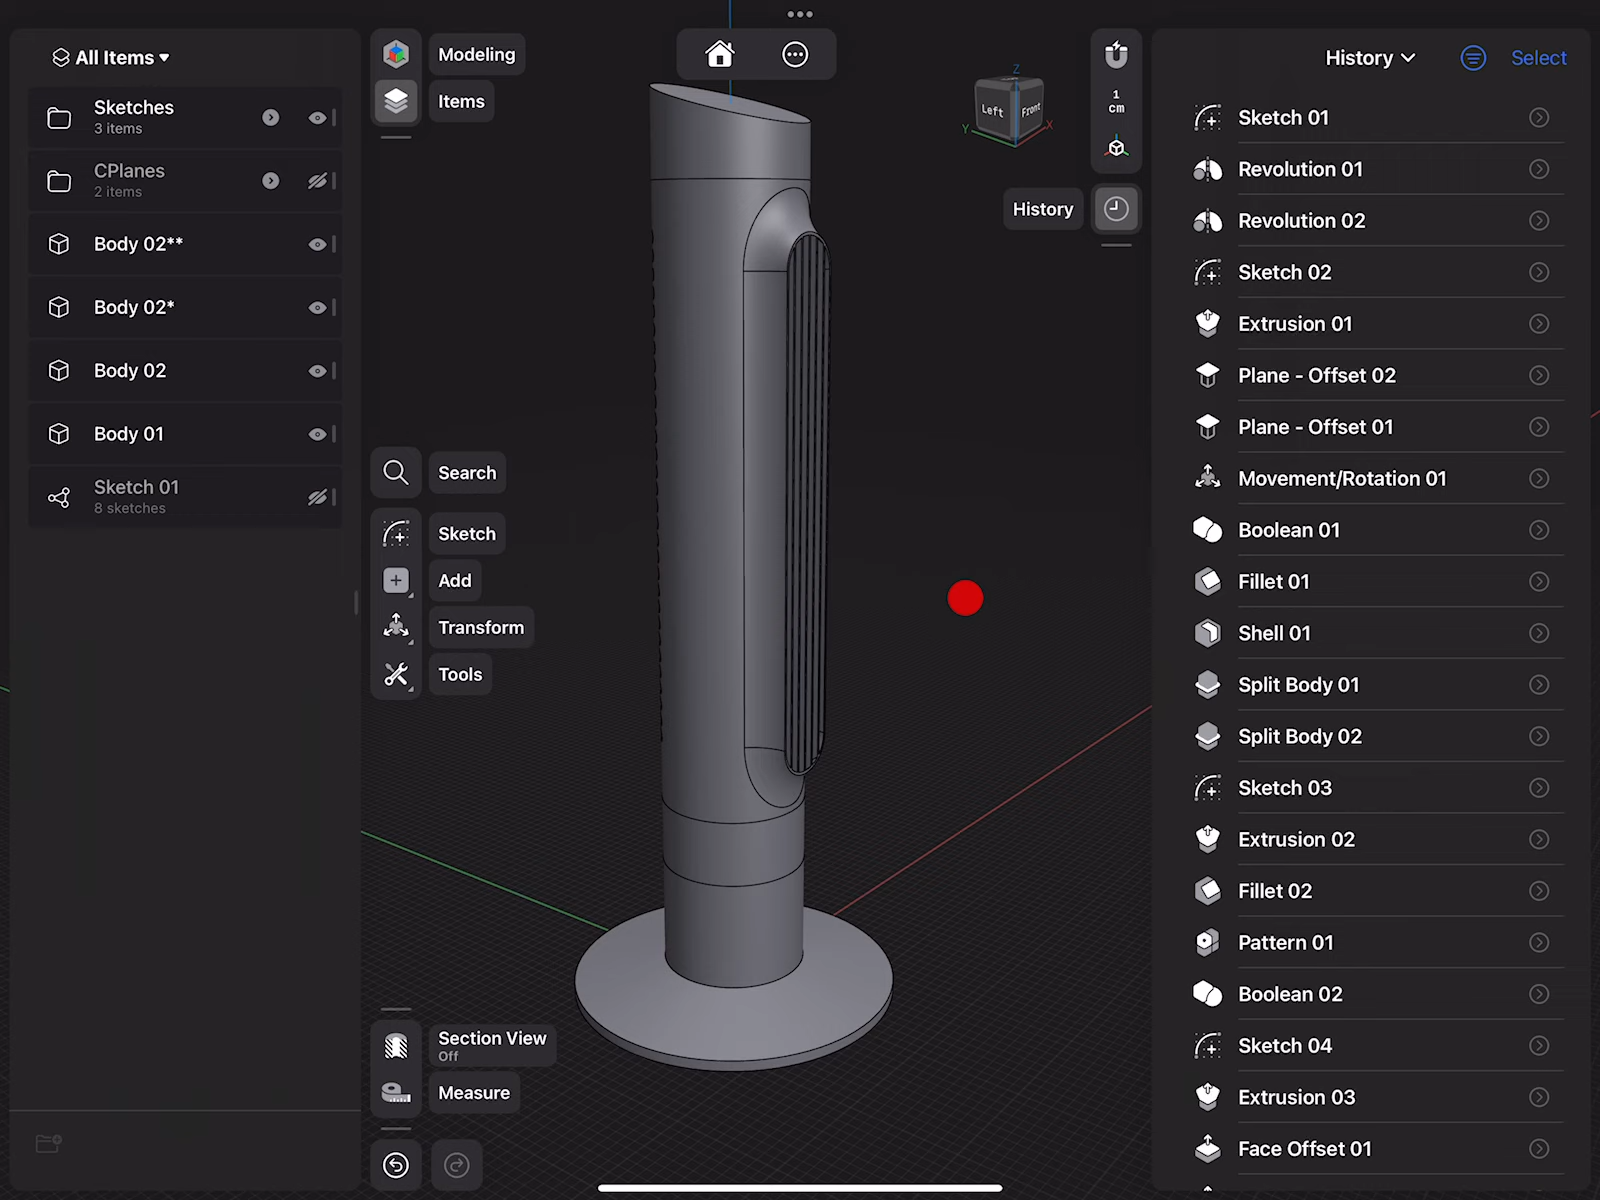 All Items
Sketches
3 items
CPlanes
2 items
Body 02**
Body 02*
Body 02
Body 01
Sketch 01
8 sketches
Modeling
Items
Search
Sketch
Add
Transform
Tools
Section View
Off
Measure
Z
Left
Front
Y
X
1
cm
History
History
Select
Sketch 01
Revolution 01
Revolution 02
Sketch 02
Extrusion 01
Plane - Offset 02
Plane - Offset 01
Movement/Rotation 01
Boolean 01
Fillet 01
Shell 01
Split Body 01
Split Body 02
Sketch 03
Extrusion 02
Fillet 02
Pattern 01
Boolean 02
Sketch 04
Extrusion 03
Face Offset 01